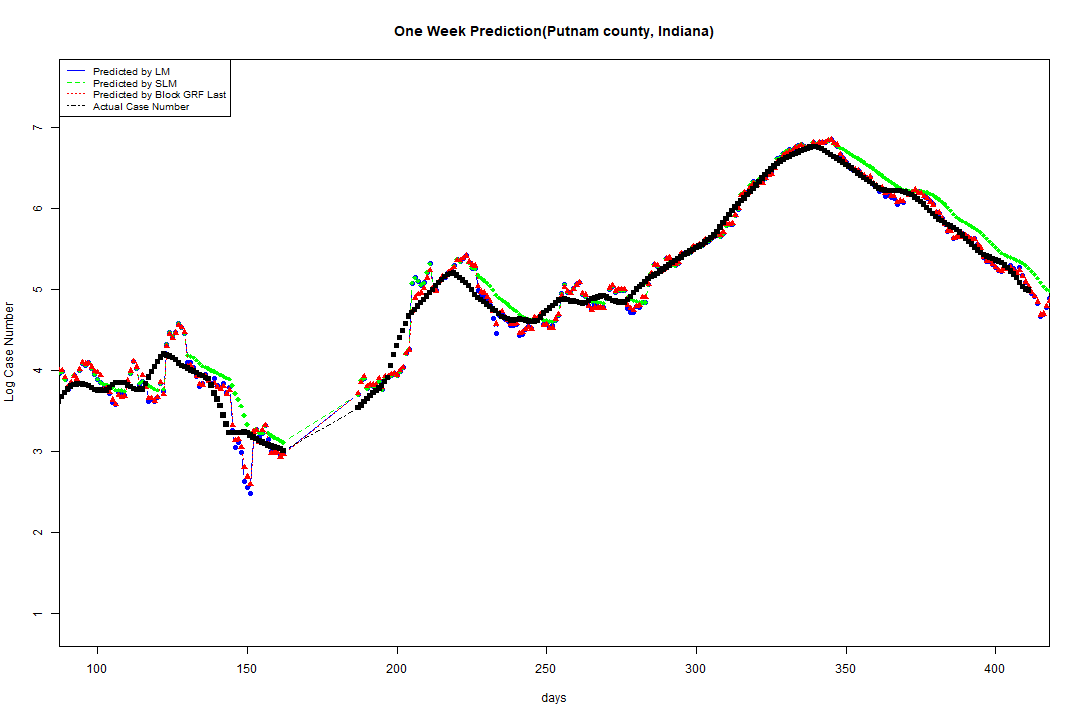 One Week Prediction(Putnam county, Indiana)
Predicted by LM
Predicted by SLM
Predicted by Block GRF Last
Actual Case Number
Log Case Number
7
6
5
4
3
2
1
100 150 200 250 300 350 400
days